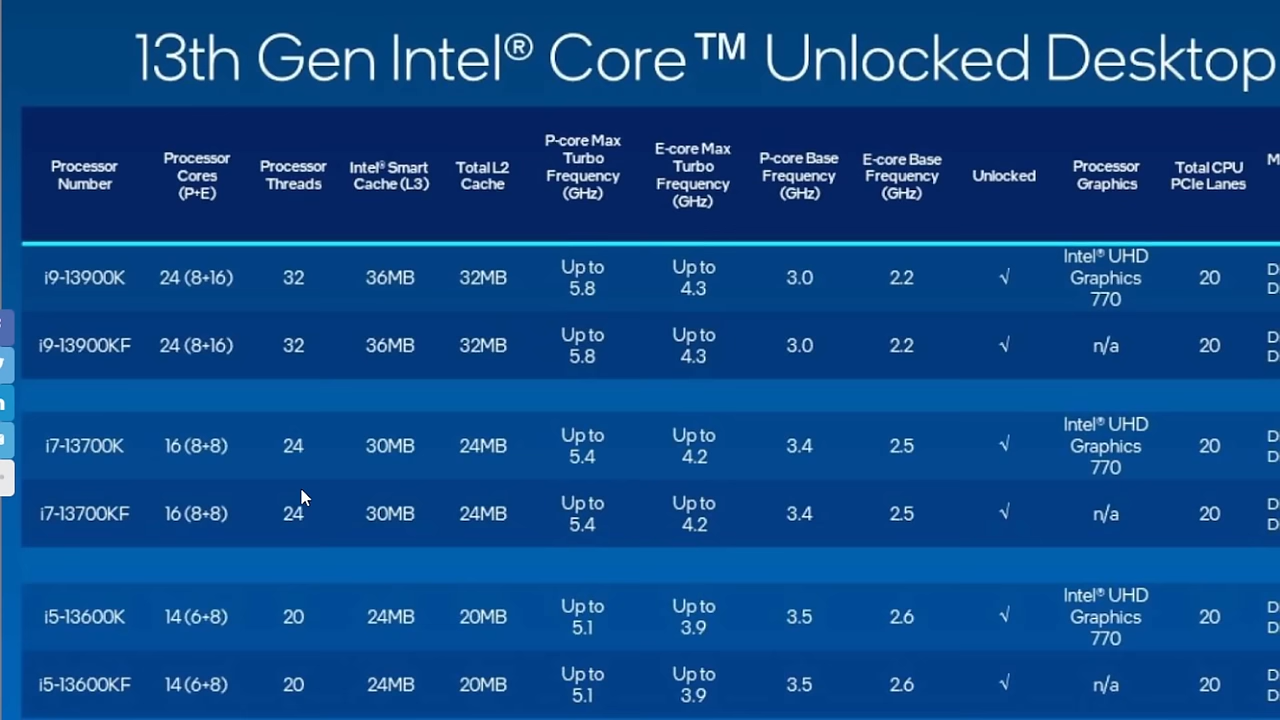 13th Gen Intel® Core™ Unlocked Desktop
Processor Number Processor Cores (P+E) Processor Threads Intel® Smart Cache (L3) Total L2 Cache P-core Max Turbo Frequency (GHz) E-core Max Turbo Frequency (GHz) P-core Base Frequency (GHz) E-core Base Frequency (GHz) Unlocked Processor Graphics Total CPU PCIe Lanes
i9-13900K 24 (8+16) 32 36MB 32MB Up to 5.8 Up to 4.3 3.0 2.2 √ Intel® UHD Graphics 770 20
i9-13900KF 24 (8+16) 32 36MB 32MB Up to 5.8 Up to 4.3 3.0 2.2 √ n/a 20
i7-13700K 16 (8+8) 24 30MB 24MB Up to 5.4 Up to 4.2 3.4 2.5 √ Intel® UHD Graphics 770 20
i7-13700KF 16 (8+8) 24 30MB 24MB Up to 5.4 Up to 4.2 3.4 2.5 √ n/a 20
i5-13600K 14 (6+8) 20 24MB 20MB Up to 5.1 Up to 3.9 3.5 2.6 √ Intel® UHD Graphics 770 20
i5-13600KF 14 (6+8) 20 24MB 20MB Up to 5.1 Up to 3.9 3.5 2.6 √ n/a 20